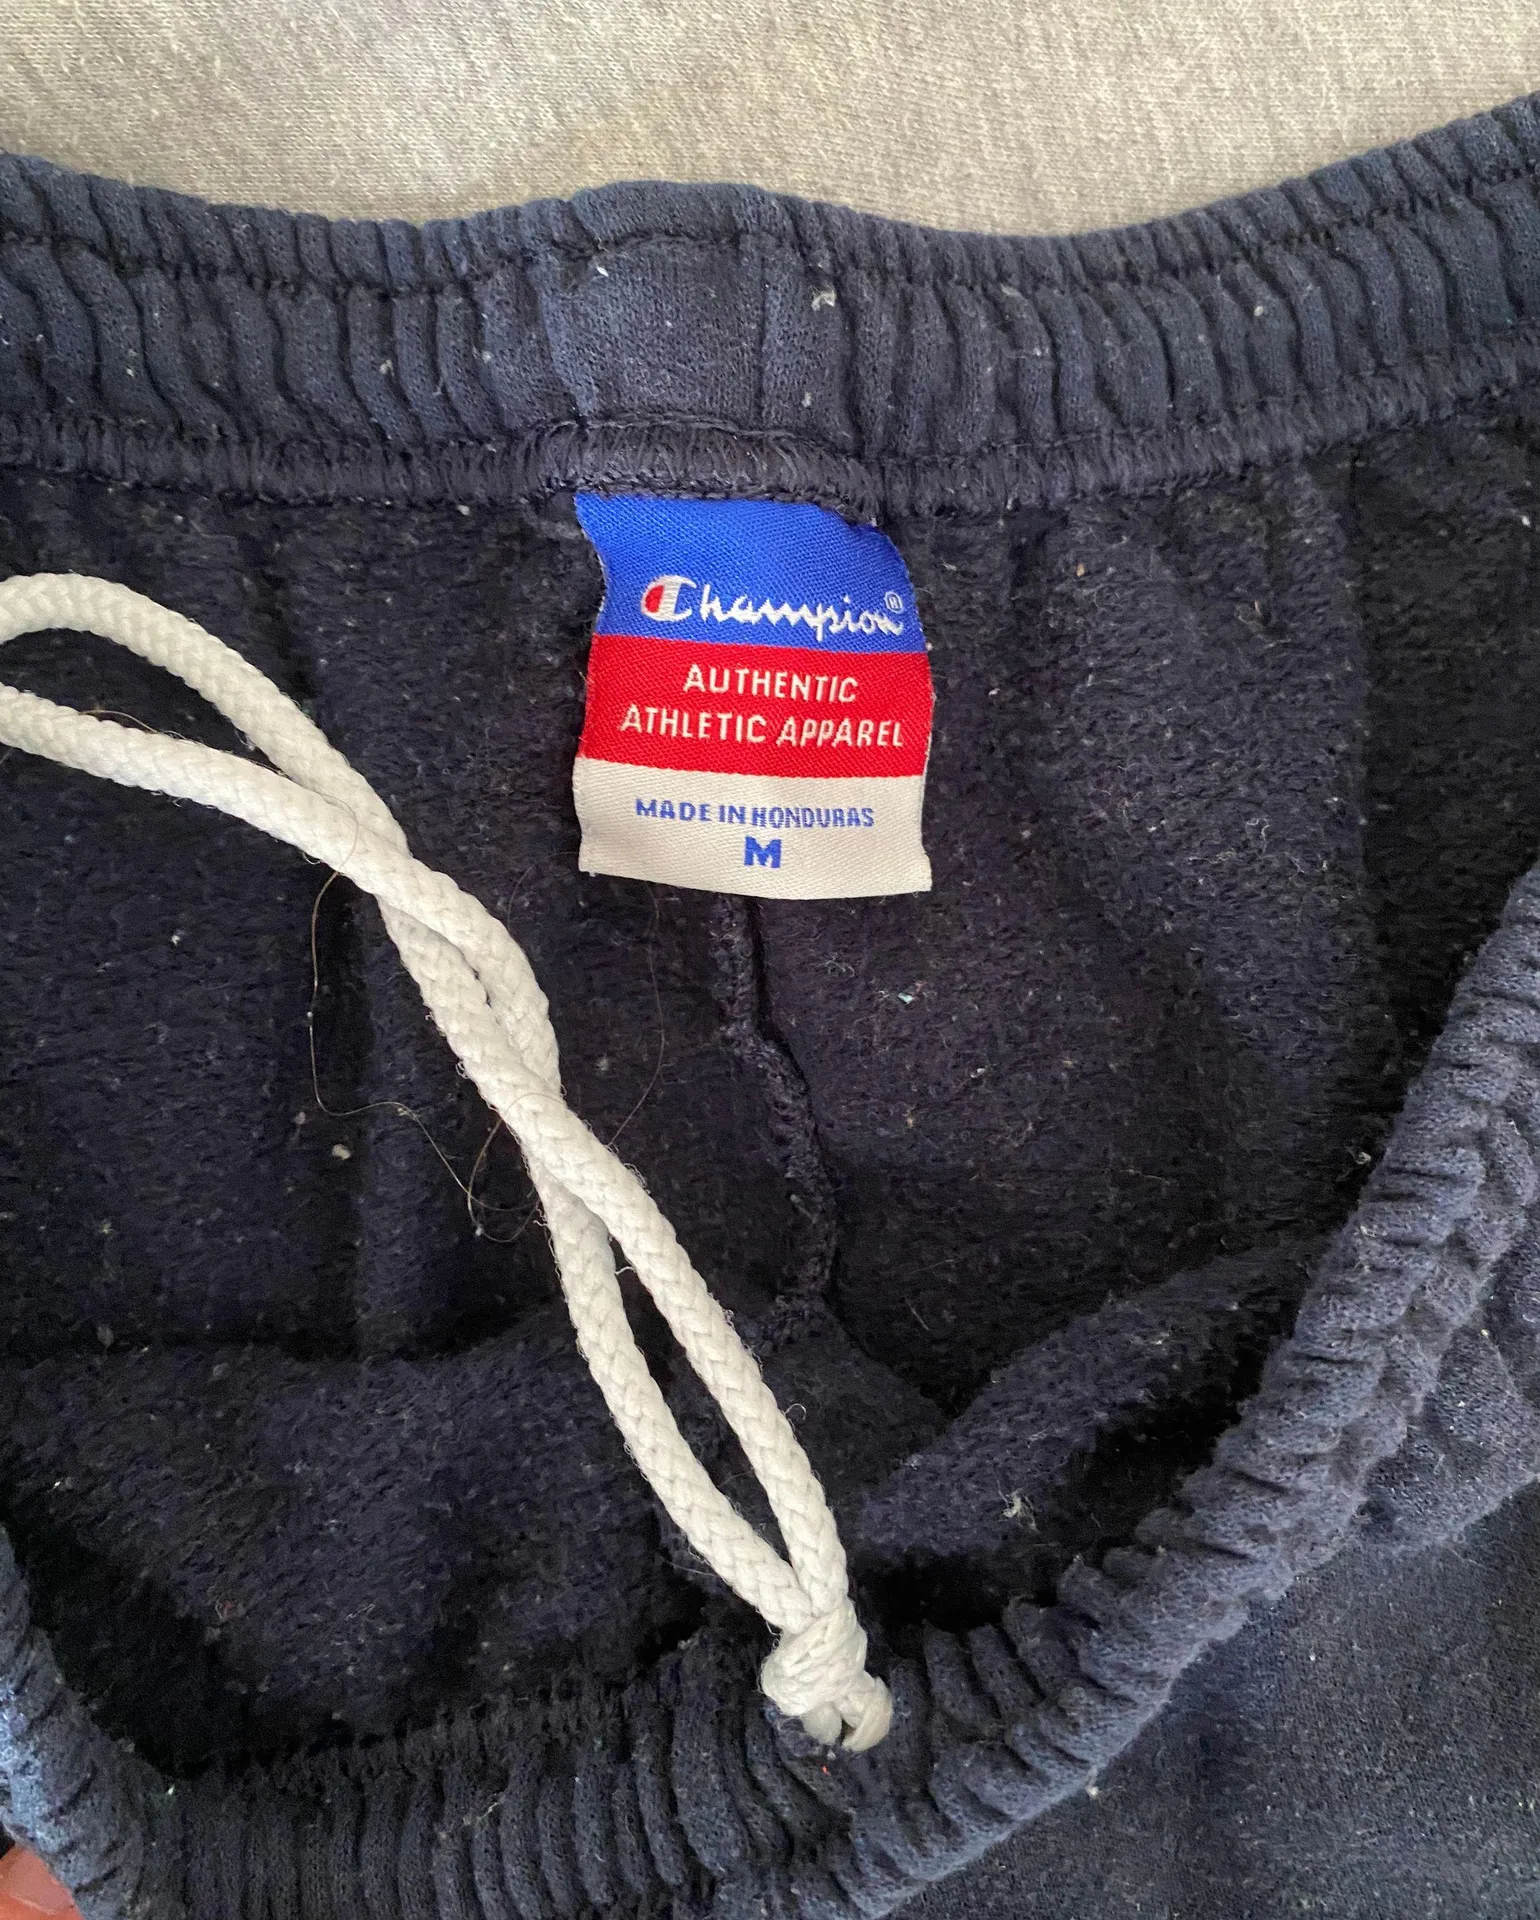 Champion®
AUTHENTIC
ATHLETIC APPAREL
MADE IN HONDURAS
M